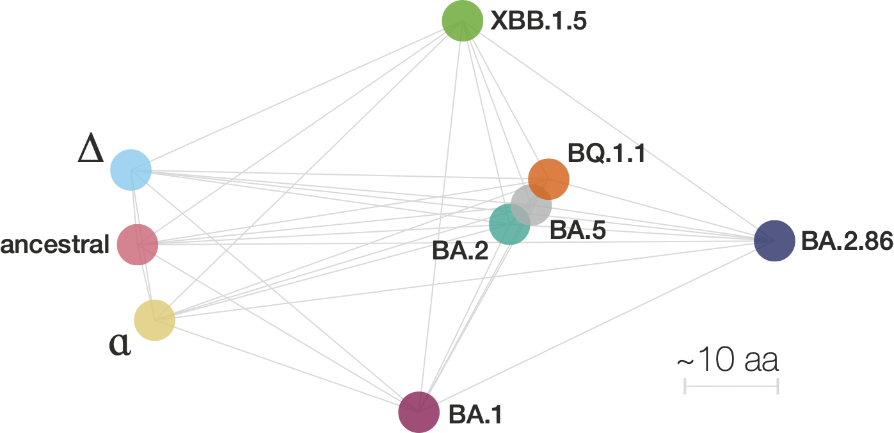 XBB.1.5
Δ
BQ.1.1
ancestral
BA.5
BA.2
BA.2.86
α
~10 aa
BA.1